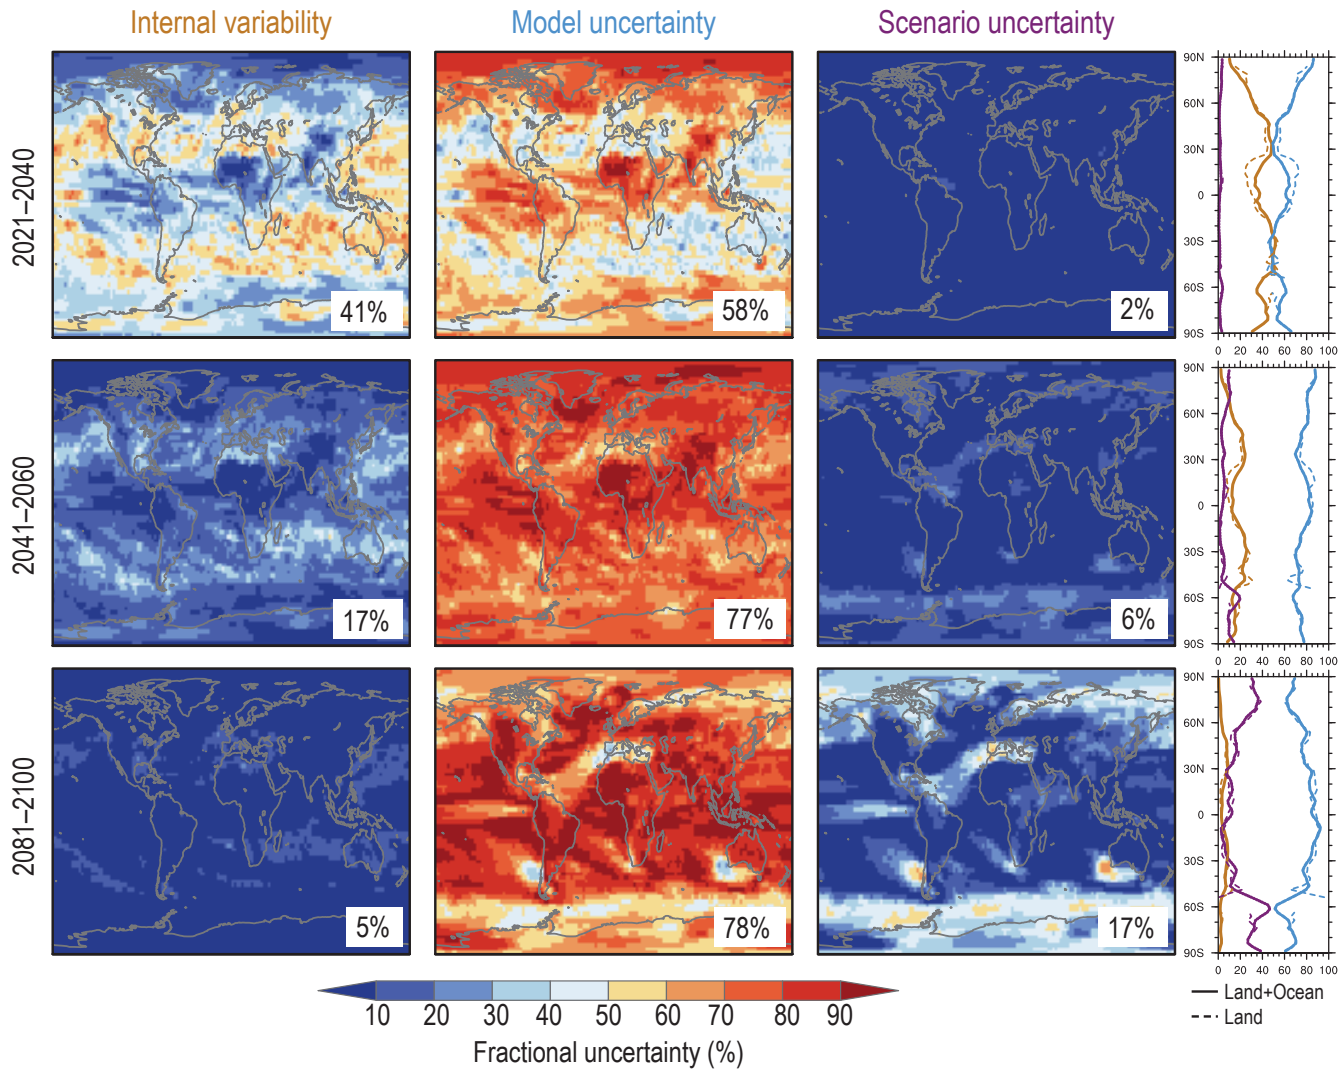 Internal variability Model uncertainty Scenario uncertainty
2021–2040
41% 58% 2%
90N
60N
30N
0
30S
60S
90S
0 20 40 60 80 100
2041–2060
17% 77% 6%
90N
60N
30N
0
30S
60S
90S
0 20 40 60 80 100
2081–2100
5% 78% 17%
90N
60N
30N
0
30S
60S
90S
0 20 40 60 80 100
Land+Ocean
Land
10 20 30 40 50 60 70 80 90
Fractional uncertainty (%)